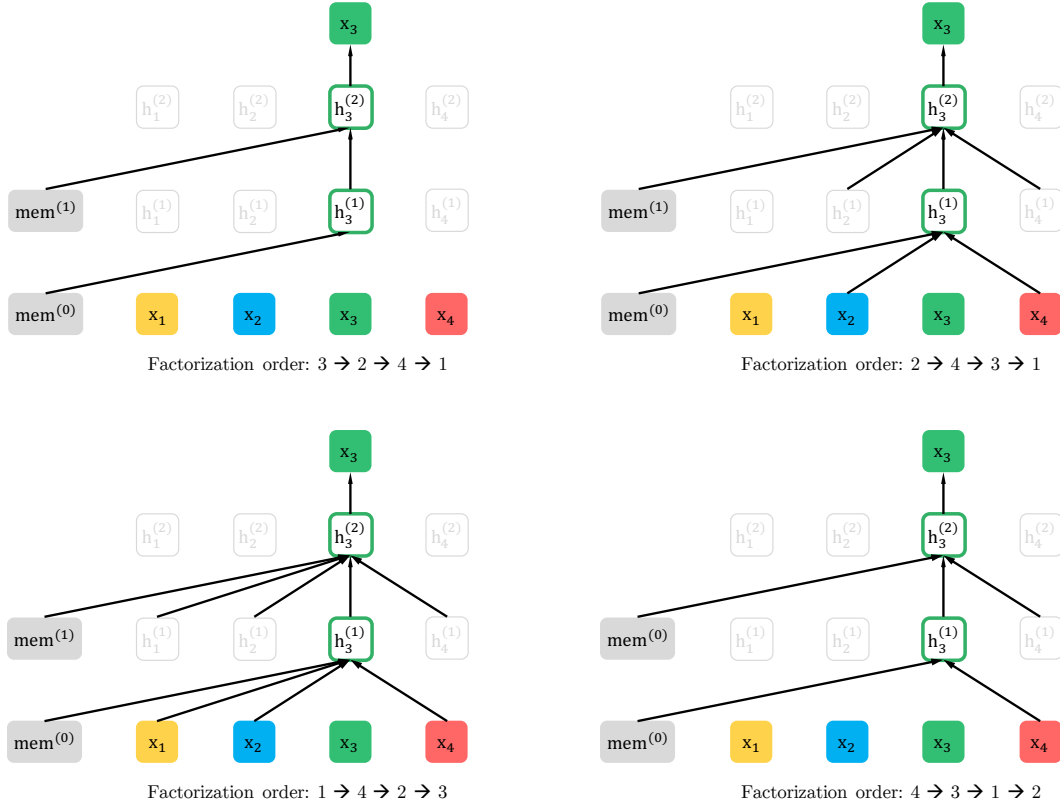 x₃ x₃
h₁⁽²⁾ h₂⁽²⁾ h₃⁽²⁾ h₄⁽²⁾ h₁⁽²⁾ h₂⁽²⁾ h₃⁽²⁾ h₄⁽²⁾
mem⁽¹⁾ h₁⁽¹⁾ h₂⁽¹⁾ h₃⁽¹⁾ h₄⁽¹⁾ mem⁽¹⁾ h₁⁽¹⁾ h₂⁽¹⁾ h₃⁽¹⁾ h₄⁽¹⁾
mem⁽⁰⁾ x₁ x₂ x₃ x₄ mem⁽⁰⁾ x₁ x₂ x₃ x₄
Factorization order: 3 → 2 → 4 → 1 Factorization order: 2 → 4 → 3 → 1
x₃ x₃
h₁⁽²⁾ h₂⁽²⁾ h₃⁽²⁾ h₄⁽²⁾ h₁⁽²⁾ h₂⁽²⁾ h₃⁽²⁾ h₄⁽²⁾
mem⁽¹⁾ h₁⁽¹⁾ h₂⁽¹⁾ h₃⁽¹⁾ h₄⁽¹⁾ mem⁽⁰⁾ h₁⁽¹⁾ h₂⁽¹⁾ h₃⁽¹⁾ h₄⁽¹⁾
mem⁽⁰⁾ x₁ x₂ x₃ x₄ mem⁽⁰⁾ x₁ x₂ x₃ x₄
Factorization order: 1 → 4 → 2 → 3 Factorization order: 4 → 3 → 1 → 2